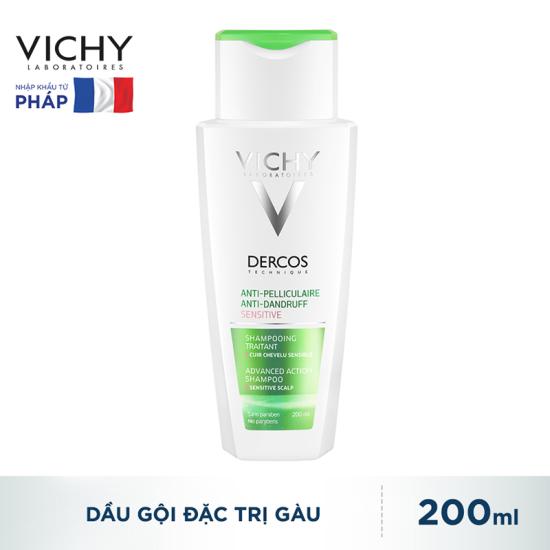 VICHY
LABORATOIRES
NHẬP KHẨU TỪ
PHÁP
VICHY
LABORATOIRES
V
DERCOS
TECHNIQUE
ANTI-PELLICULAIRE
ANTI-DANDRUFF
SENSITIVE
SHAMPOOING
TRAITANT
CUIR CHEVELU SENSIBLE
ADVANCED ACTION
SHAMPOO
SENSITIVE SCALP
Sans paraben
No parabens
200 ml
DẦU GỘI ĐẶC TRỊ GÀU
200ml